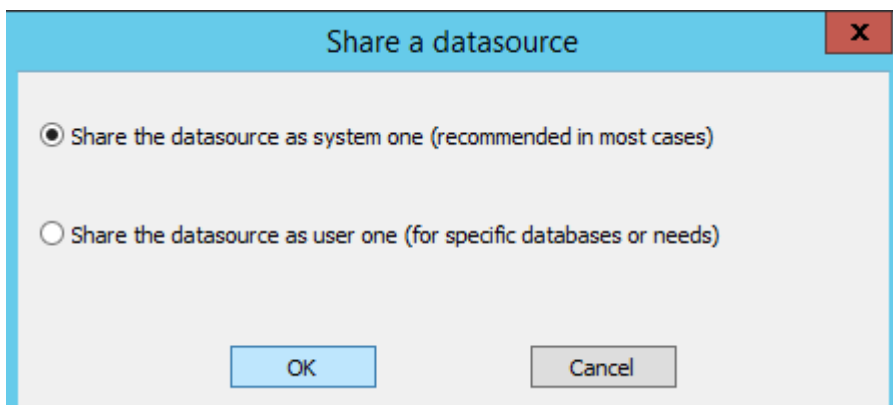 Share a datasource
x
Share the datasource as system one (recommended in most cases)
Share the datasource as user one (for specific databases or needs)
OK Cancel